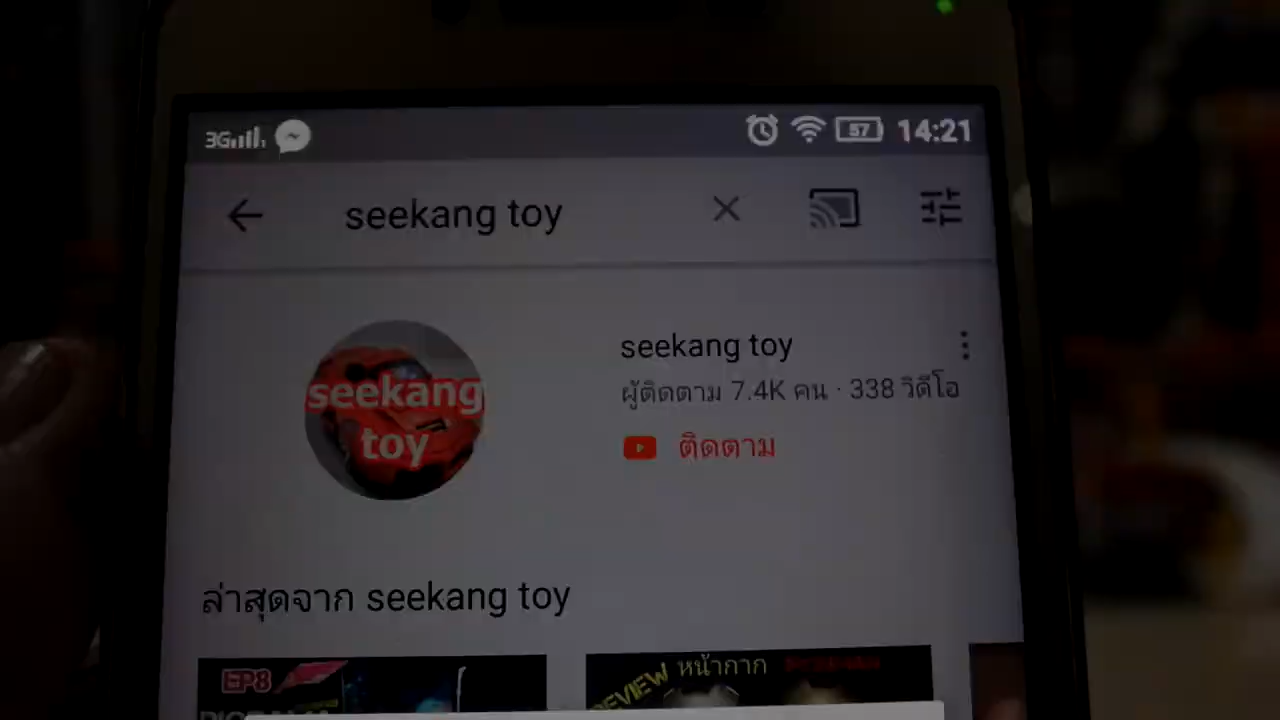 3G 57 14:21
seekang toy
seekang toy
ผู้ติดตาม 7.4K คน · 338 วิดีโอ
ติดตาม
seekang
toy
ล่าสุดจาก seekang toy
EP8
REVIEW หน้ากาก